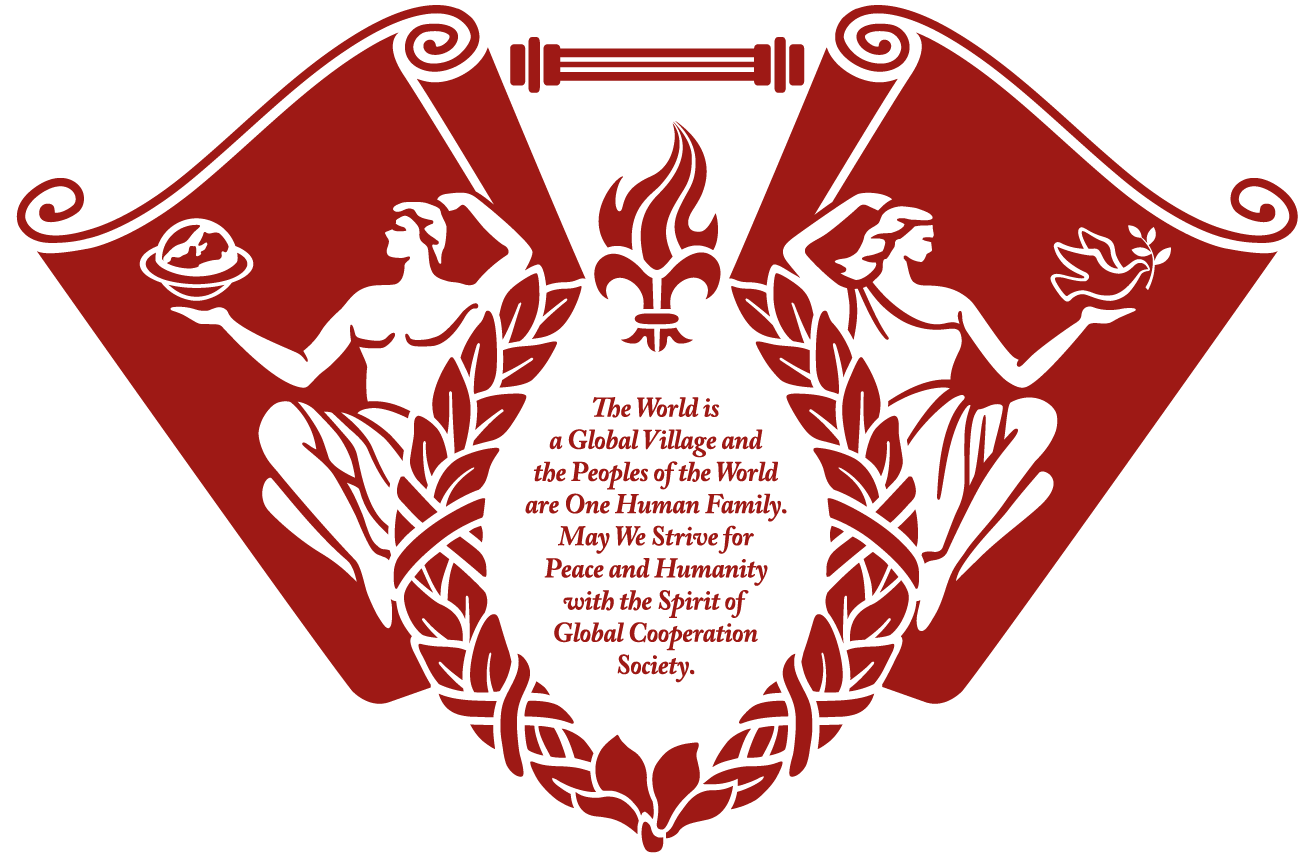 The World is
a Global Village and
the Peoples of the World
are One Human Family.
May We Strive for
Peace and Humanity
with the Spirit of
Global Cooperation
Society.